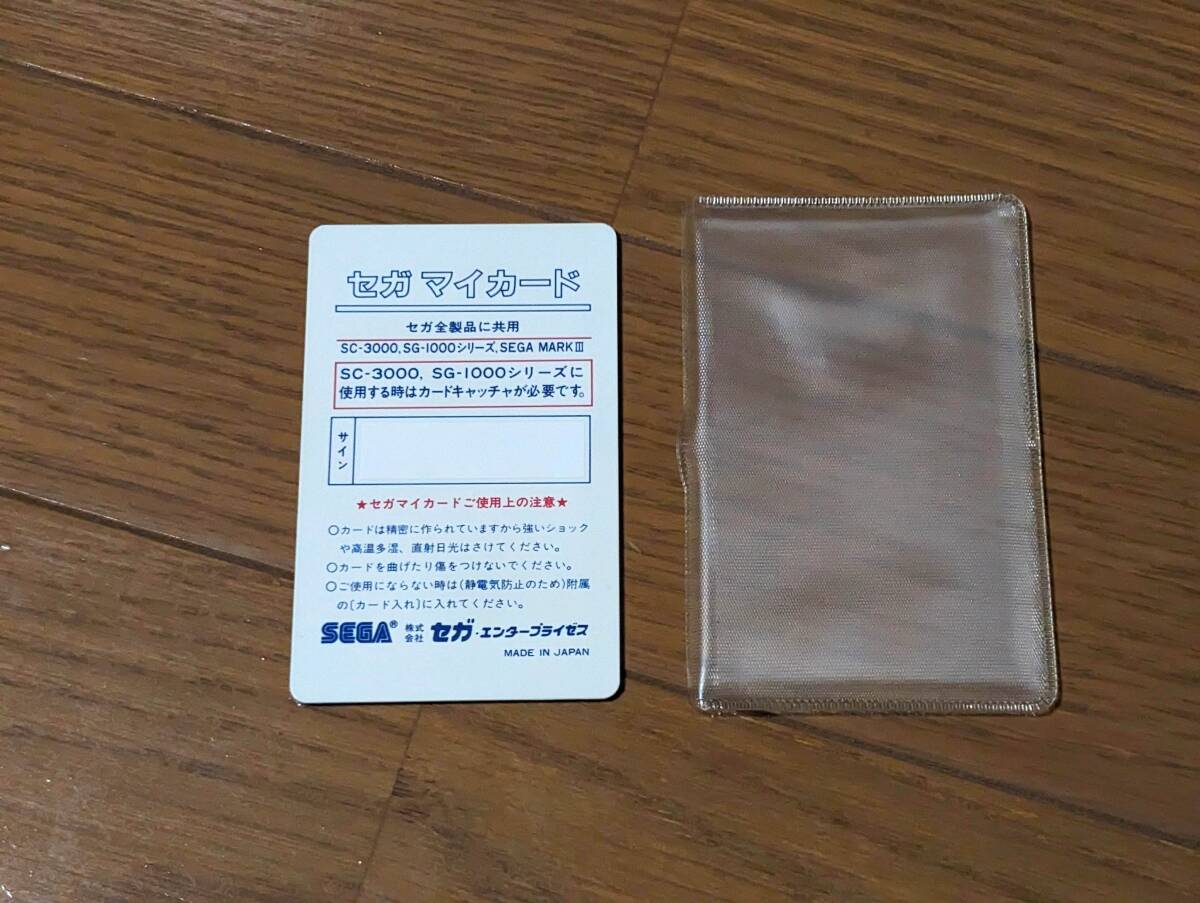 セガ マイカード
セガ全製品に共用
SC-3000, SG-1000シリーズ, SEGA MARKⅢ
SC-3000, SG-1000シリーズに
使用する時はカードキャッチャが必要です。
サイン
★セガマイカードご使用上の注意★
○カードは精密に作られていますから強いショック
や高温多湿、直射日光はさけてください。
○カードを曲げたり傷をつけないでください。
○ご使用にならない時は(静電気防止のため)附属
の〔カード入れ〕に入れてください。
SEGA® 株式会社 セガ・エンタープライゼス
MADE IN JAPAN